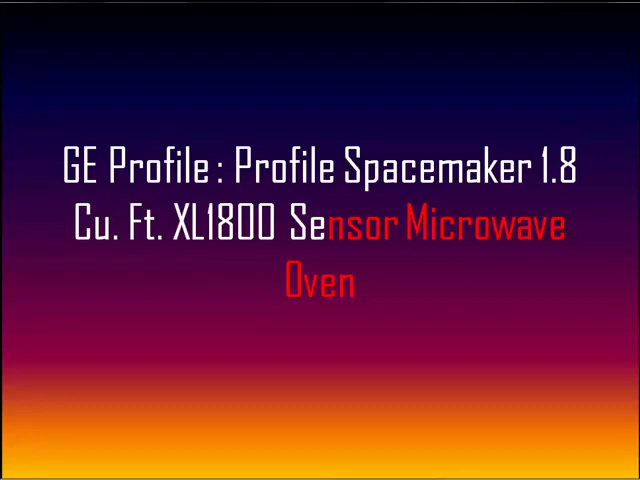 GE Profile : Profile Spacemaker 1.8
Cu. Ft. XL1800 Sensor Microwave
Oven